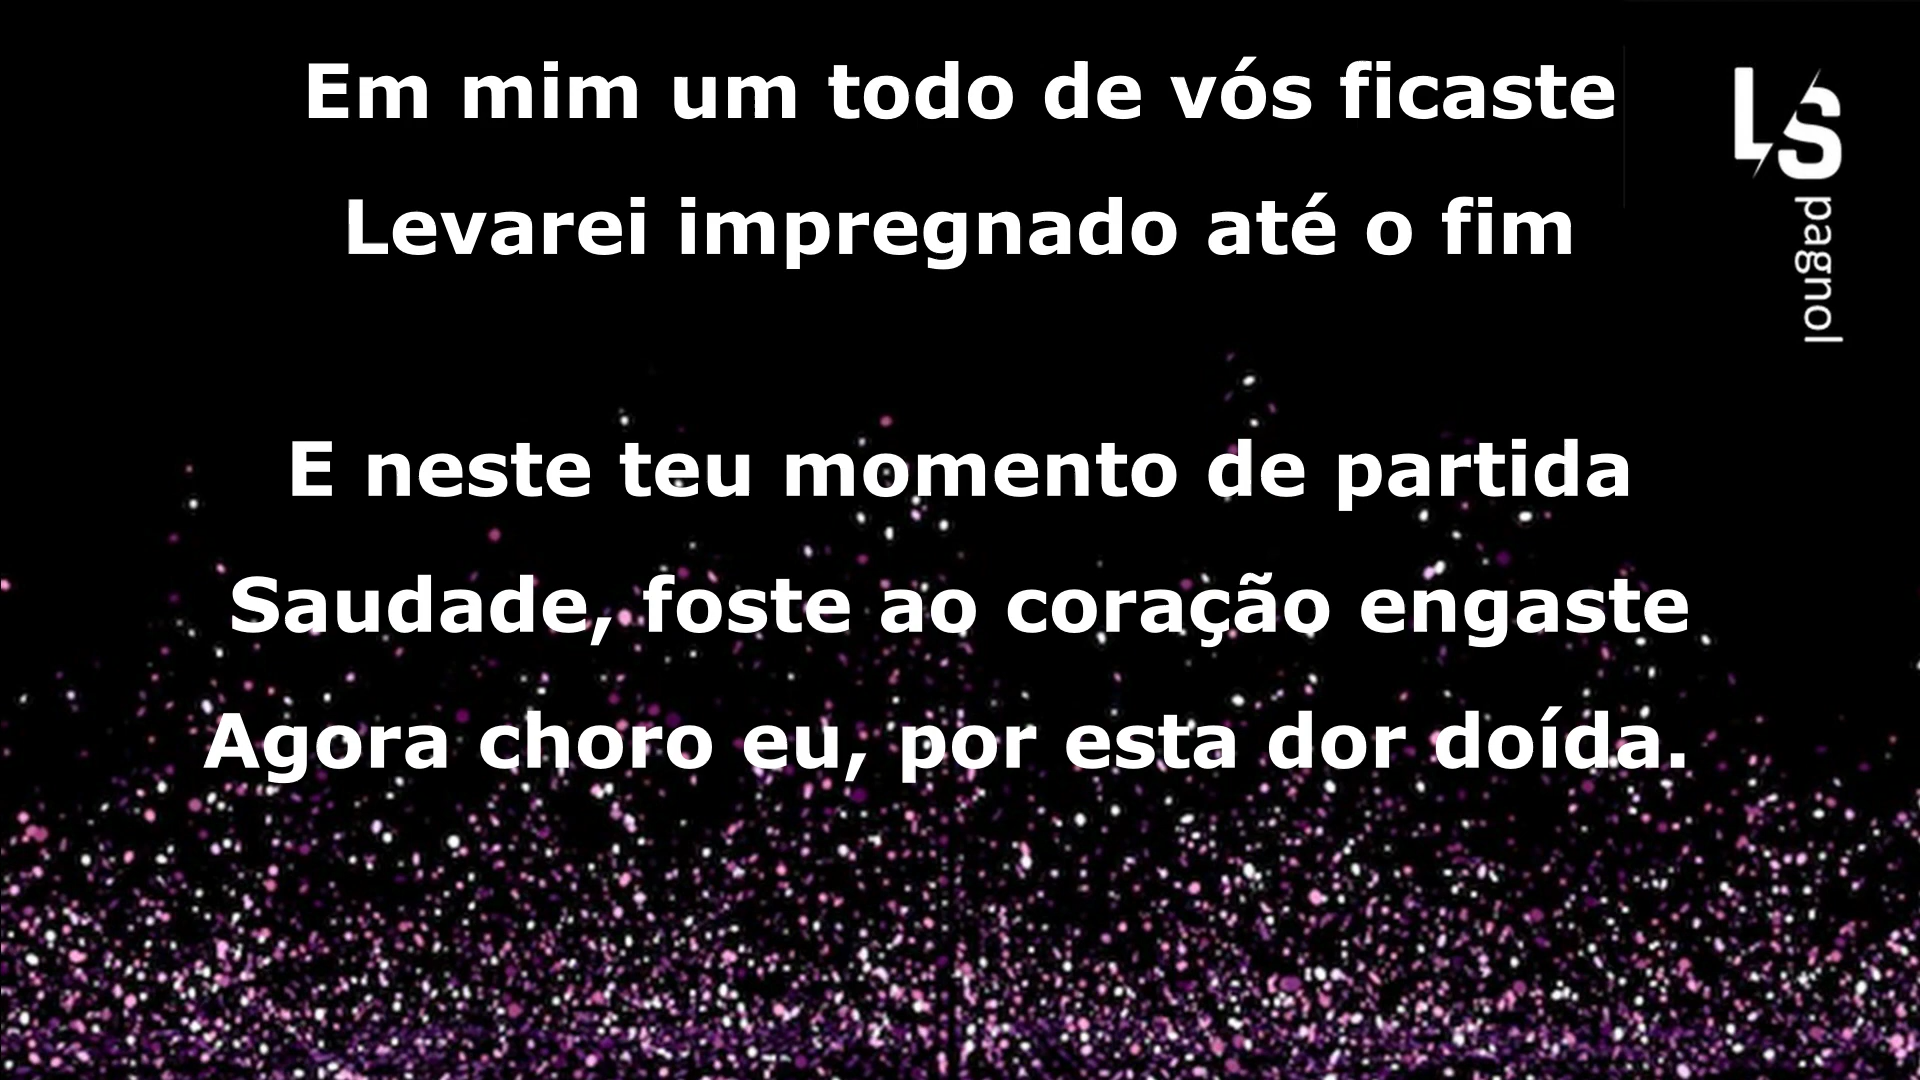 Em mim um todo de vós ficaste
Levarei impregnado até o fim
E neste teu momento de partida
Saudade, foste ao coração engaste
Agora choro eu, por esta dor doída.
LS
pagnol